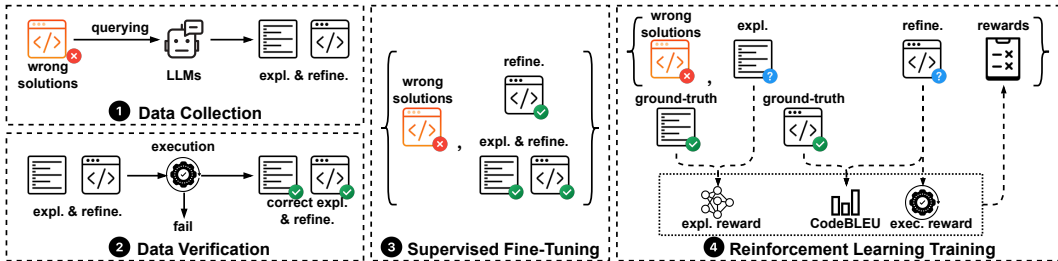 querying
wrong
solutions
LLMs
expl. & refine.
1 Data Collection
execution
expl. & refine.
fail
correct expl.
& refine.
2 Data Verification
wrong
solutions
,
refine.
expl. & refine.
3 Supervised Fine-Tuning
wrong
solutions
,
expl.
?
refine.
?
rewards
ground-truth
ground-truth
expl. reward
CodeBLEU
exec. reward
4 Reinforcement Learning Training